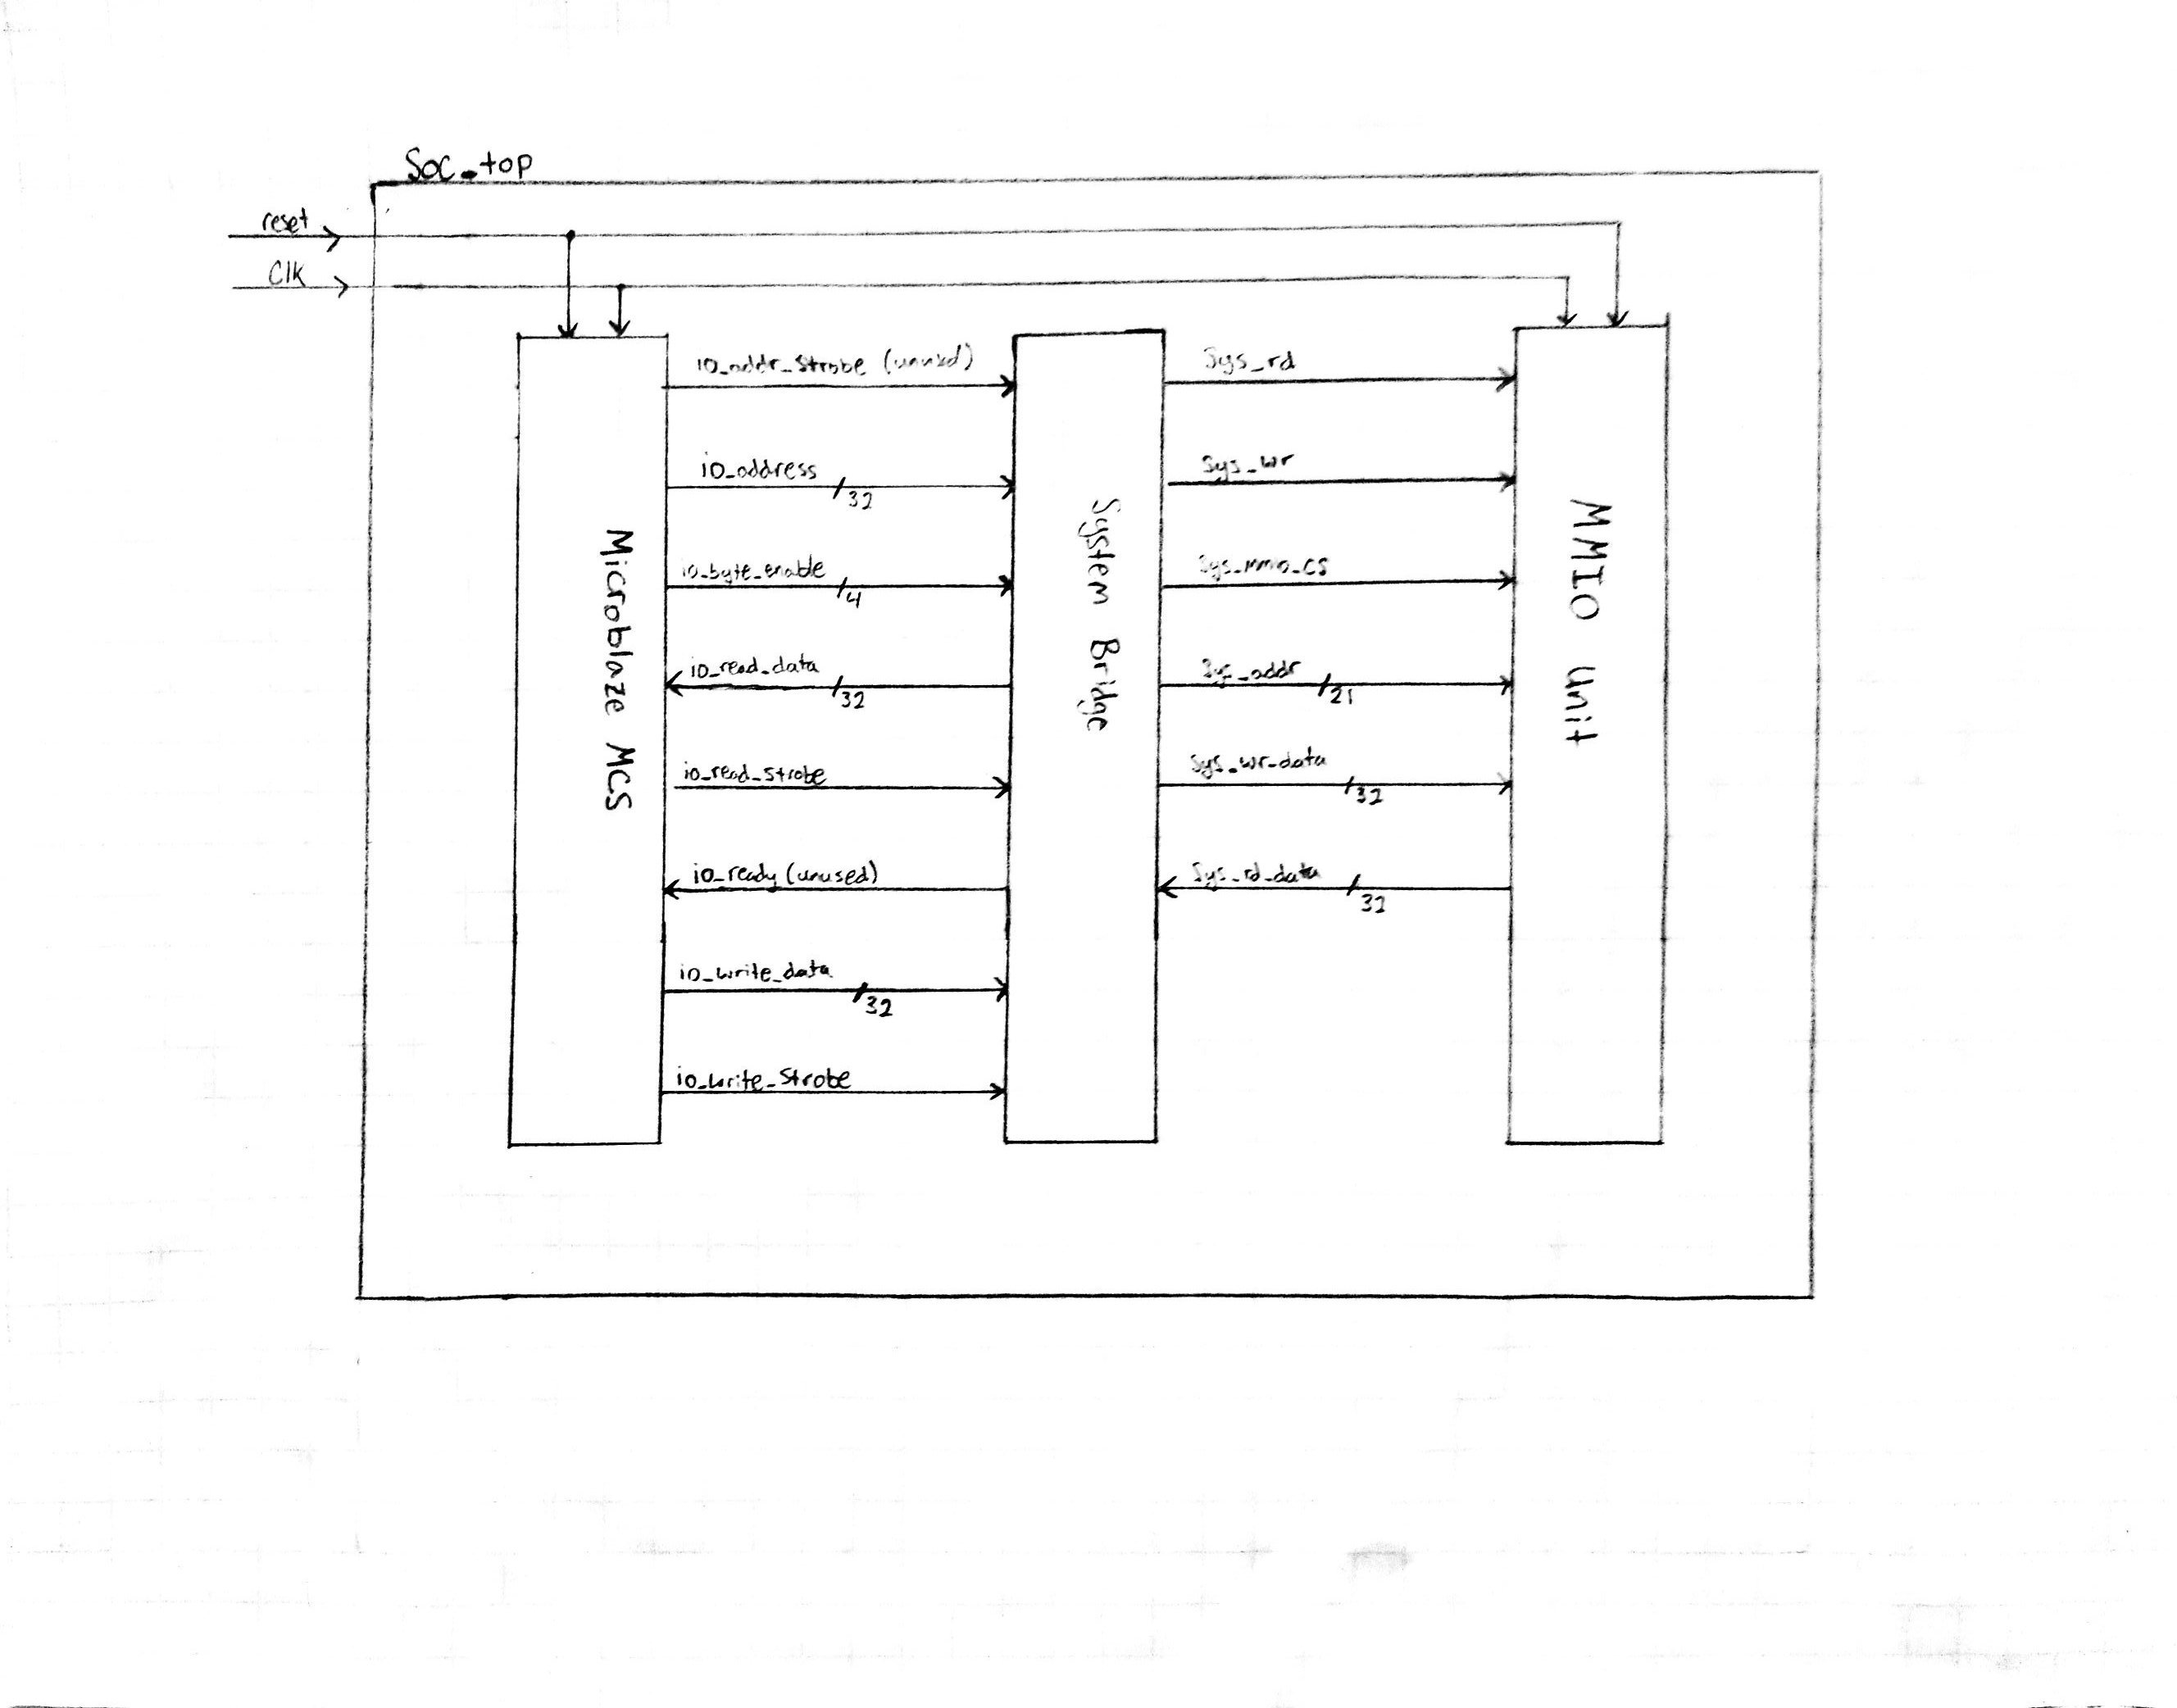 Soc_top
reset
Clk
io_addr_strobe (unused)
io_address
32
io_byte_enable
4
io_read_data
32
io_read_strobe
io_ready (unused)
io_write_data
32
io_write_strobe
Microblaze MCS
System Bridge
Sys_rd
Sys_wr
Sys_mmio_cs
Sys_addr
21
Sys_wr_data
32
Sys_rd_data
32
MMIO Unit